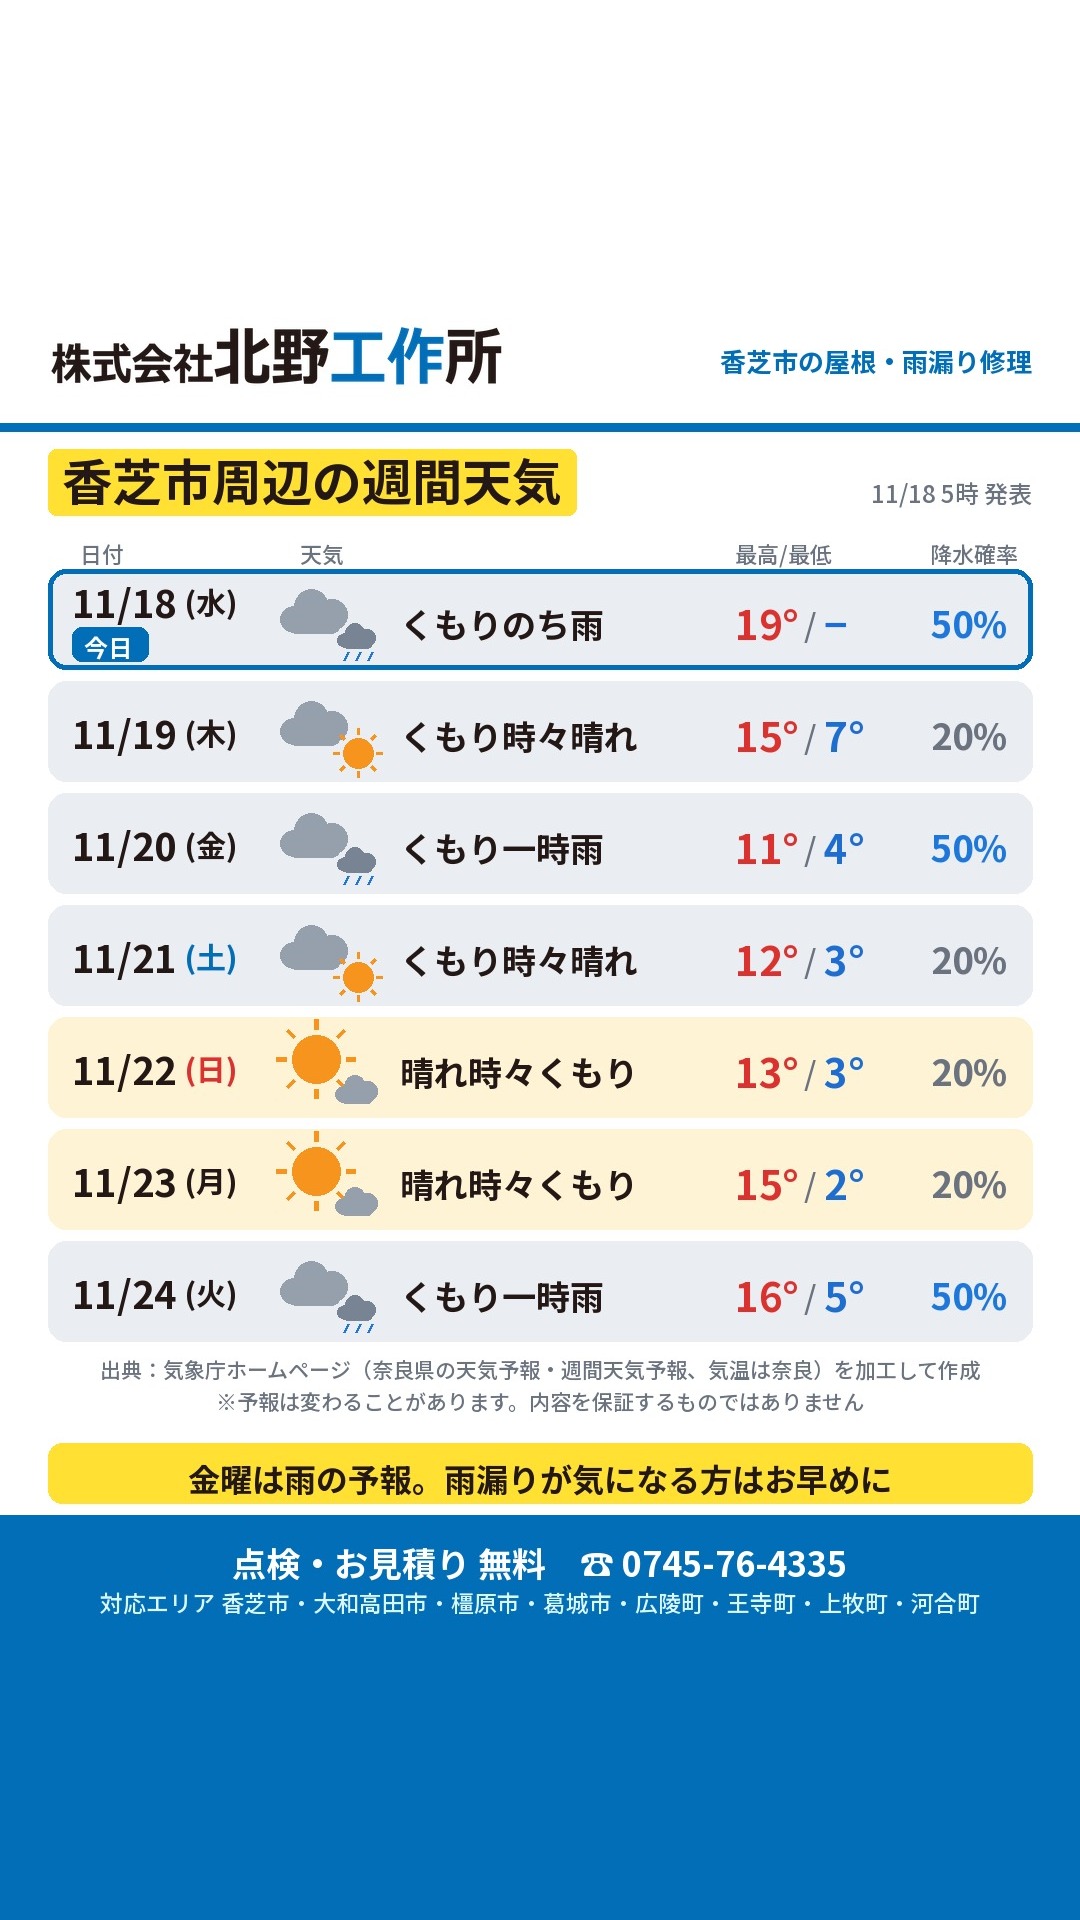 株式会社北野工作所
香芝市の屋根・雨漏り修理
香芝市周辺の週間天気
11/18 5時 発表
日付 天気 最高/最低 降水確率
11/18 (水) くもりのち雨 19° / − 50%
今日
11/19 (木) くもり時々晴れ 15° / 7° 20%
11/20 (金) くもり一時雨 11° / 4° 50%
11/21 (土) くもり時々晴れ 12° / 3° 20%
11/22 (日) 晴れ時々くもり 13° / 3° 20%
11/23 (月) 晴れ時々くもり 15° / 2° 20%
11/24 (火) くもり一時雨 16° / 5° 50%
出典：気象庁ホームページ（奈良県の天気予報・週間天気予報、気温は奈良）を加工して作成
※予報は変わることがあります。内容を保証するものではありません
金曜は雨の予報。雨漏りが気になる方はお早めに
点検・お見積り 無料 ☎ 0745-76-4335
対応エリア 香芝市・大和高田市・橿原市・葛城市・広陵町・王寺町・上牧町・河合町